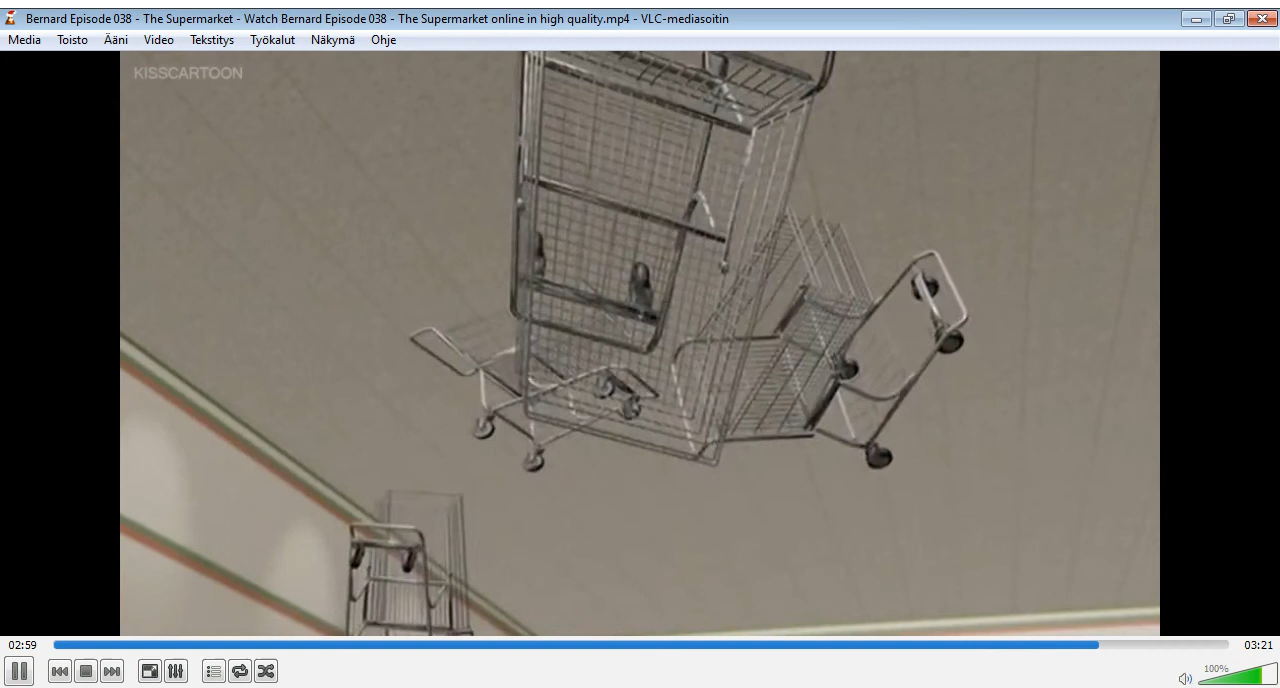 Bernard Episode 038 - The Supermarket - Watch Bernard Episode 038 - The Supermarket online in high quality.mp4 - VLC-mediasoitin
Media Toisto Ääni Video Tekstitys Työkalut Näkymä Ohje
KISSCARTOON
02:59 03:21
100%